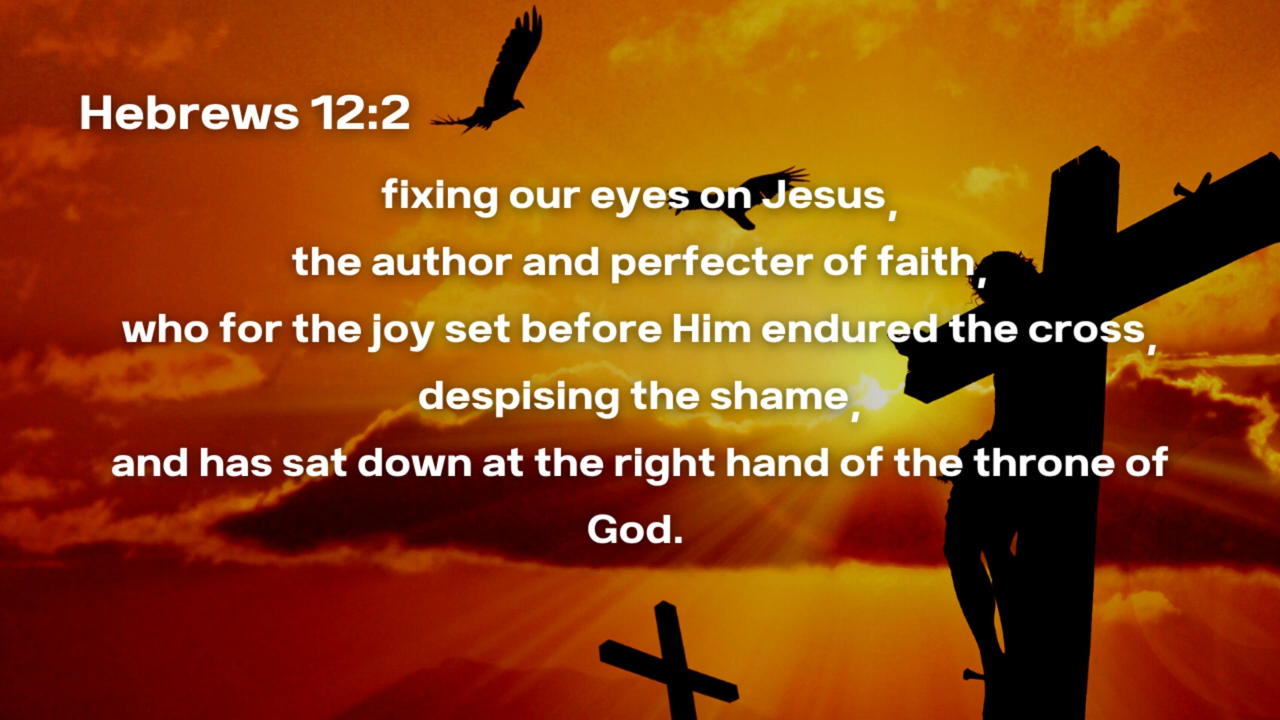 Hebrews 12:2
fixing our eyes on Jesus,
the author and perfecter of faith,
who for the joy set before Him endured the cross,
despising the shame,
and has sat down at the right hand of the throne of
God.